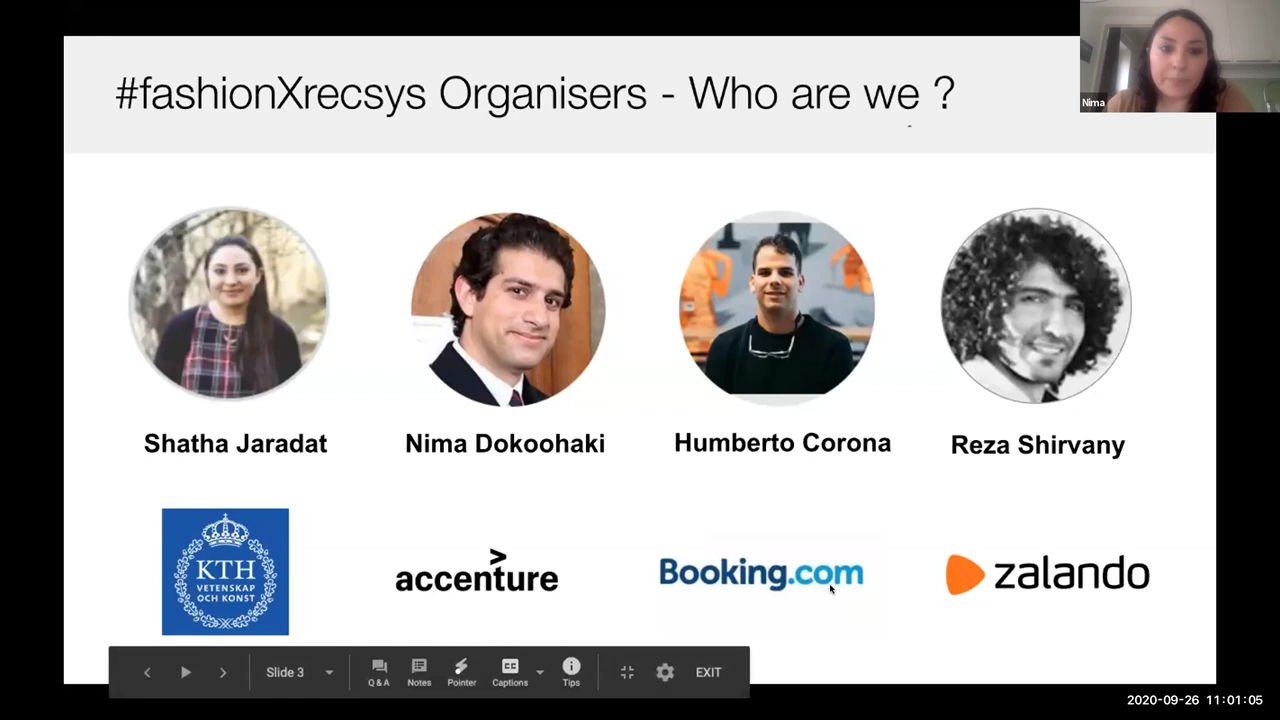 #fashionXrecsys Organisers - Who are we ?
Nima
Shatha Jaradat
Nima Dokoohaki
Humberto Corona
Reza Shirvany
KTH
VETENSKAP
OCH KONST
accenture
Booking.com
zalando
Slide 3
Q & A
Notes
Pointer
CC
Captions
Tips
EXIT
2020-09-26 11:01:05